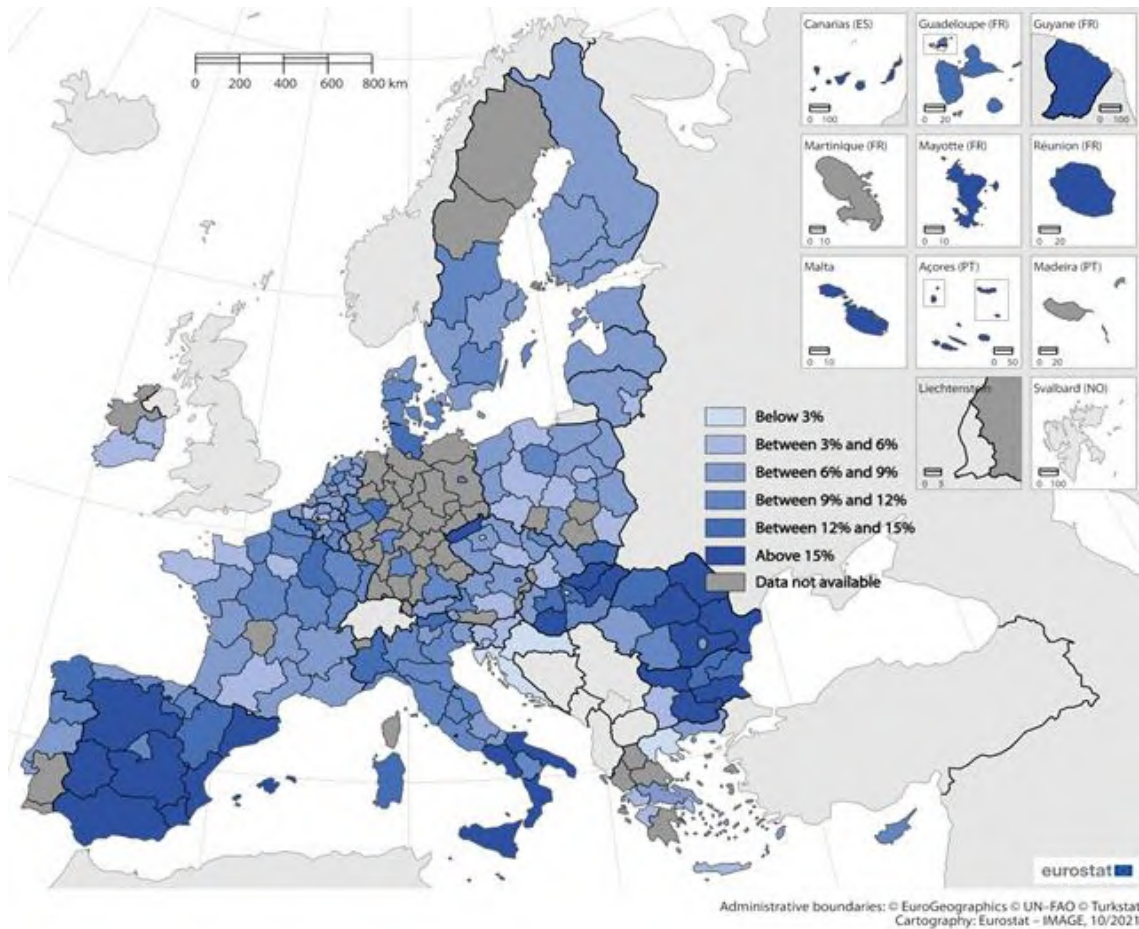 0 200 400 600 800 km
Canarias (ES)
0 100
Guadeloupe (FR)
0 20
Guyane (FR)
0 100
Martinique (FR)
0 10
Mayotte (FR)
0 10
Réunion (FR)
0 20
Malta
0 10
Açores (PT)
0 50
Madeira (PT)
0 20
Liechtenstein
0 5
Svalbard (NO)
0 100
Below 3%
Between 3% and 6%
Between 6% and 9%
Between 9% and 12%
Between 12% and 15%
Above 15%
Data not available
eurostat
Administrative boundaries: © EuroGeographics © UN–FAO © Turkstat
Cartography: Eurostat – IMAGE, 10/2021